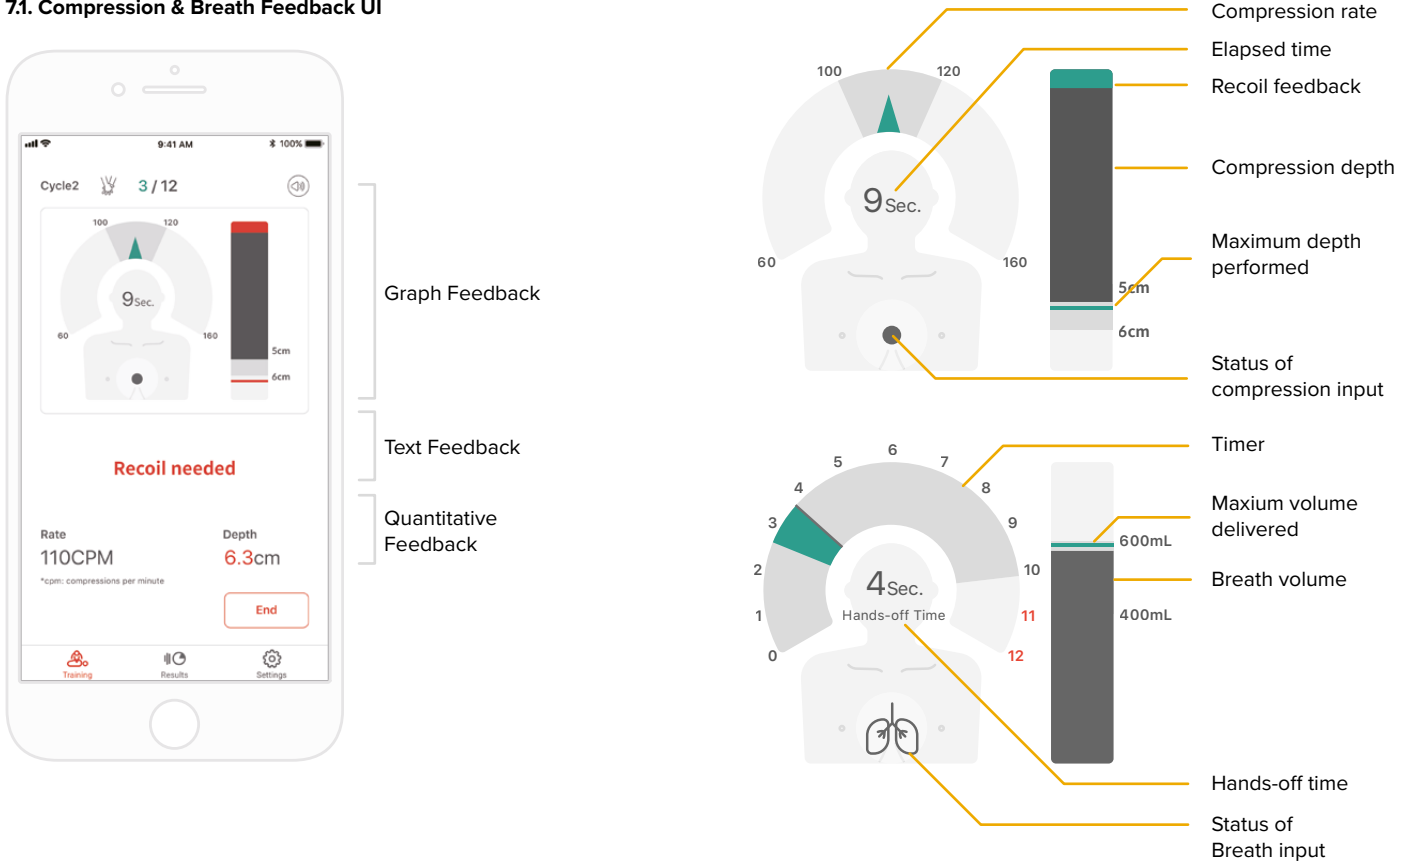 7.1. Compression & Breath Feedback UI
9:41 AM
100%
Cycle2
3 / 12
100
120
9Sec.
60
160
5cm
6cm
Recoil needed
Rate
Depth
110CPM
6.3cm
*cpm: compressions per minute
End
Training
Results
Settings
Graph Feedback
Text Feedback
Quantitative
Feedback
100
120
9Sec.
60
160
5cm
6cm
Compression rate
Elapsed time
Recoil feedback
Compression depth
Maximum depth
performed
Status of
compression input
0
1
2
3
4
5
6
7
8
9
10
11
12
4Sec.
Hands-off Time
600mL
400mL
Timer
Maxium volume
delivered
Breath volume
Hands-off time
Status of
Breath input